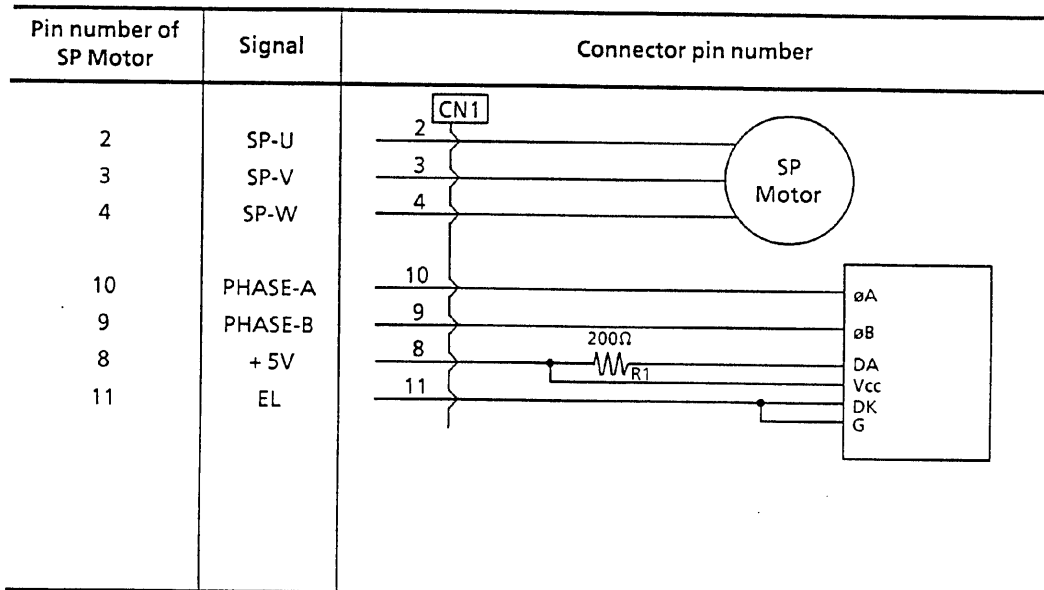 Pin number of
SP Motor
Signal
Connector pin number
CN1
2 SP-U 2
3 SP-V 3
4 SP-W 4
SP
Motor
10 PHASE-A 10 øA
9 PHASE-B 9 øB
200Ω
8 +5V 8 R1 DA
Vcc
11 EL 11 DK
G